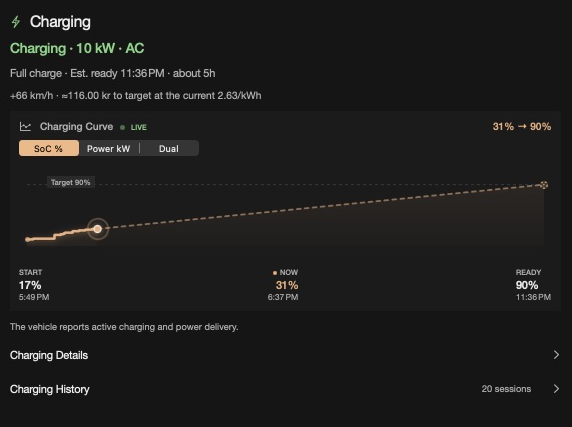 Charging
Charging · 10 kW · AC
Full charge · Est. ready 11:36 PM · about 5h
+66 km/h · ≈116.00 kr to target at the current 2.63/kWh
Charging Curve LIVE 31% → 90%
SoC % Power kW Dual
Target 90%
START NOW READY
17% 31% 90%
5:49 PM 6:37 PM 11:36 PM
The vehicle reports active charging and power delivery.
Charging Details
Charging History 20 sessions